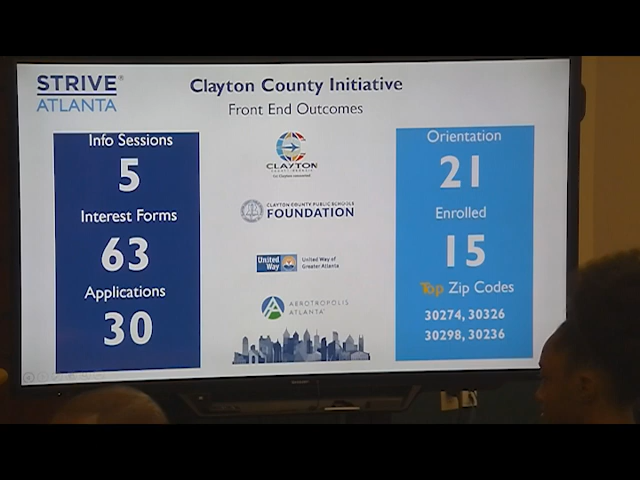 STRIVE®
ATLANTA
Clayton County Initiative
Front End Outcomes
Info Sessions
5
Interest Forms
63
Applications
30
CLAYTON
CLAYTON COUNTY PUBLIC SCHOOLS
FOUNDATION
United Way
United Way of
Greater Atlanta
AEROTROPOLIS
ATLANTA
Orientation
21
Enrolled
15
Top Zip Codes
30274, 30326
30298, 30236